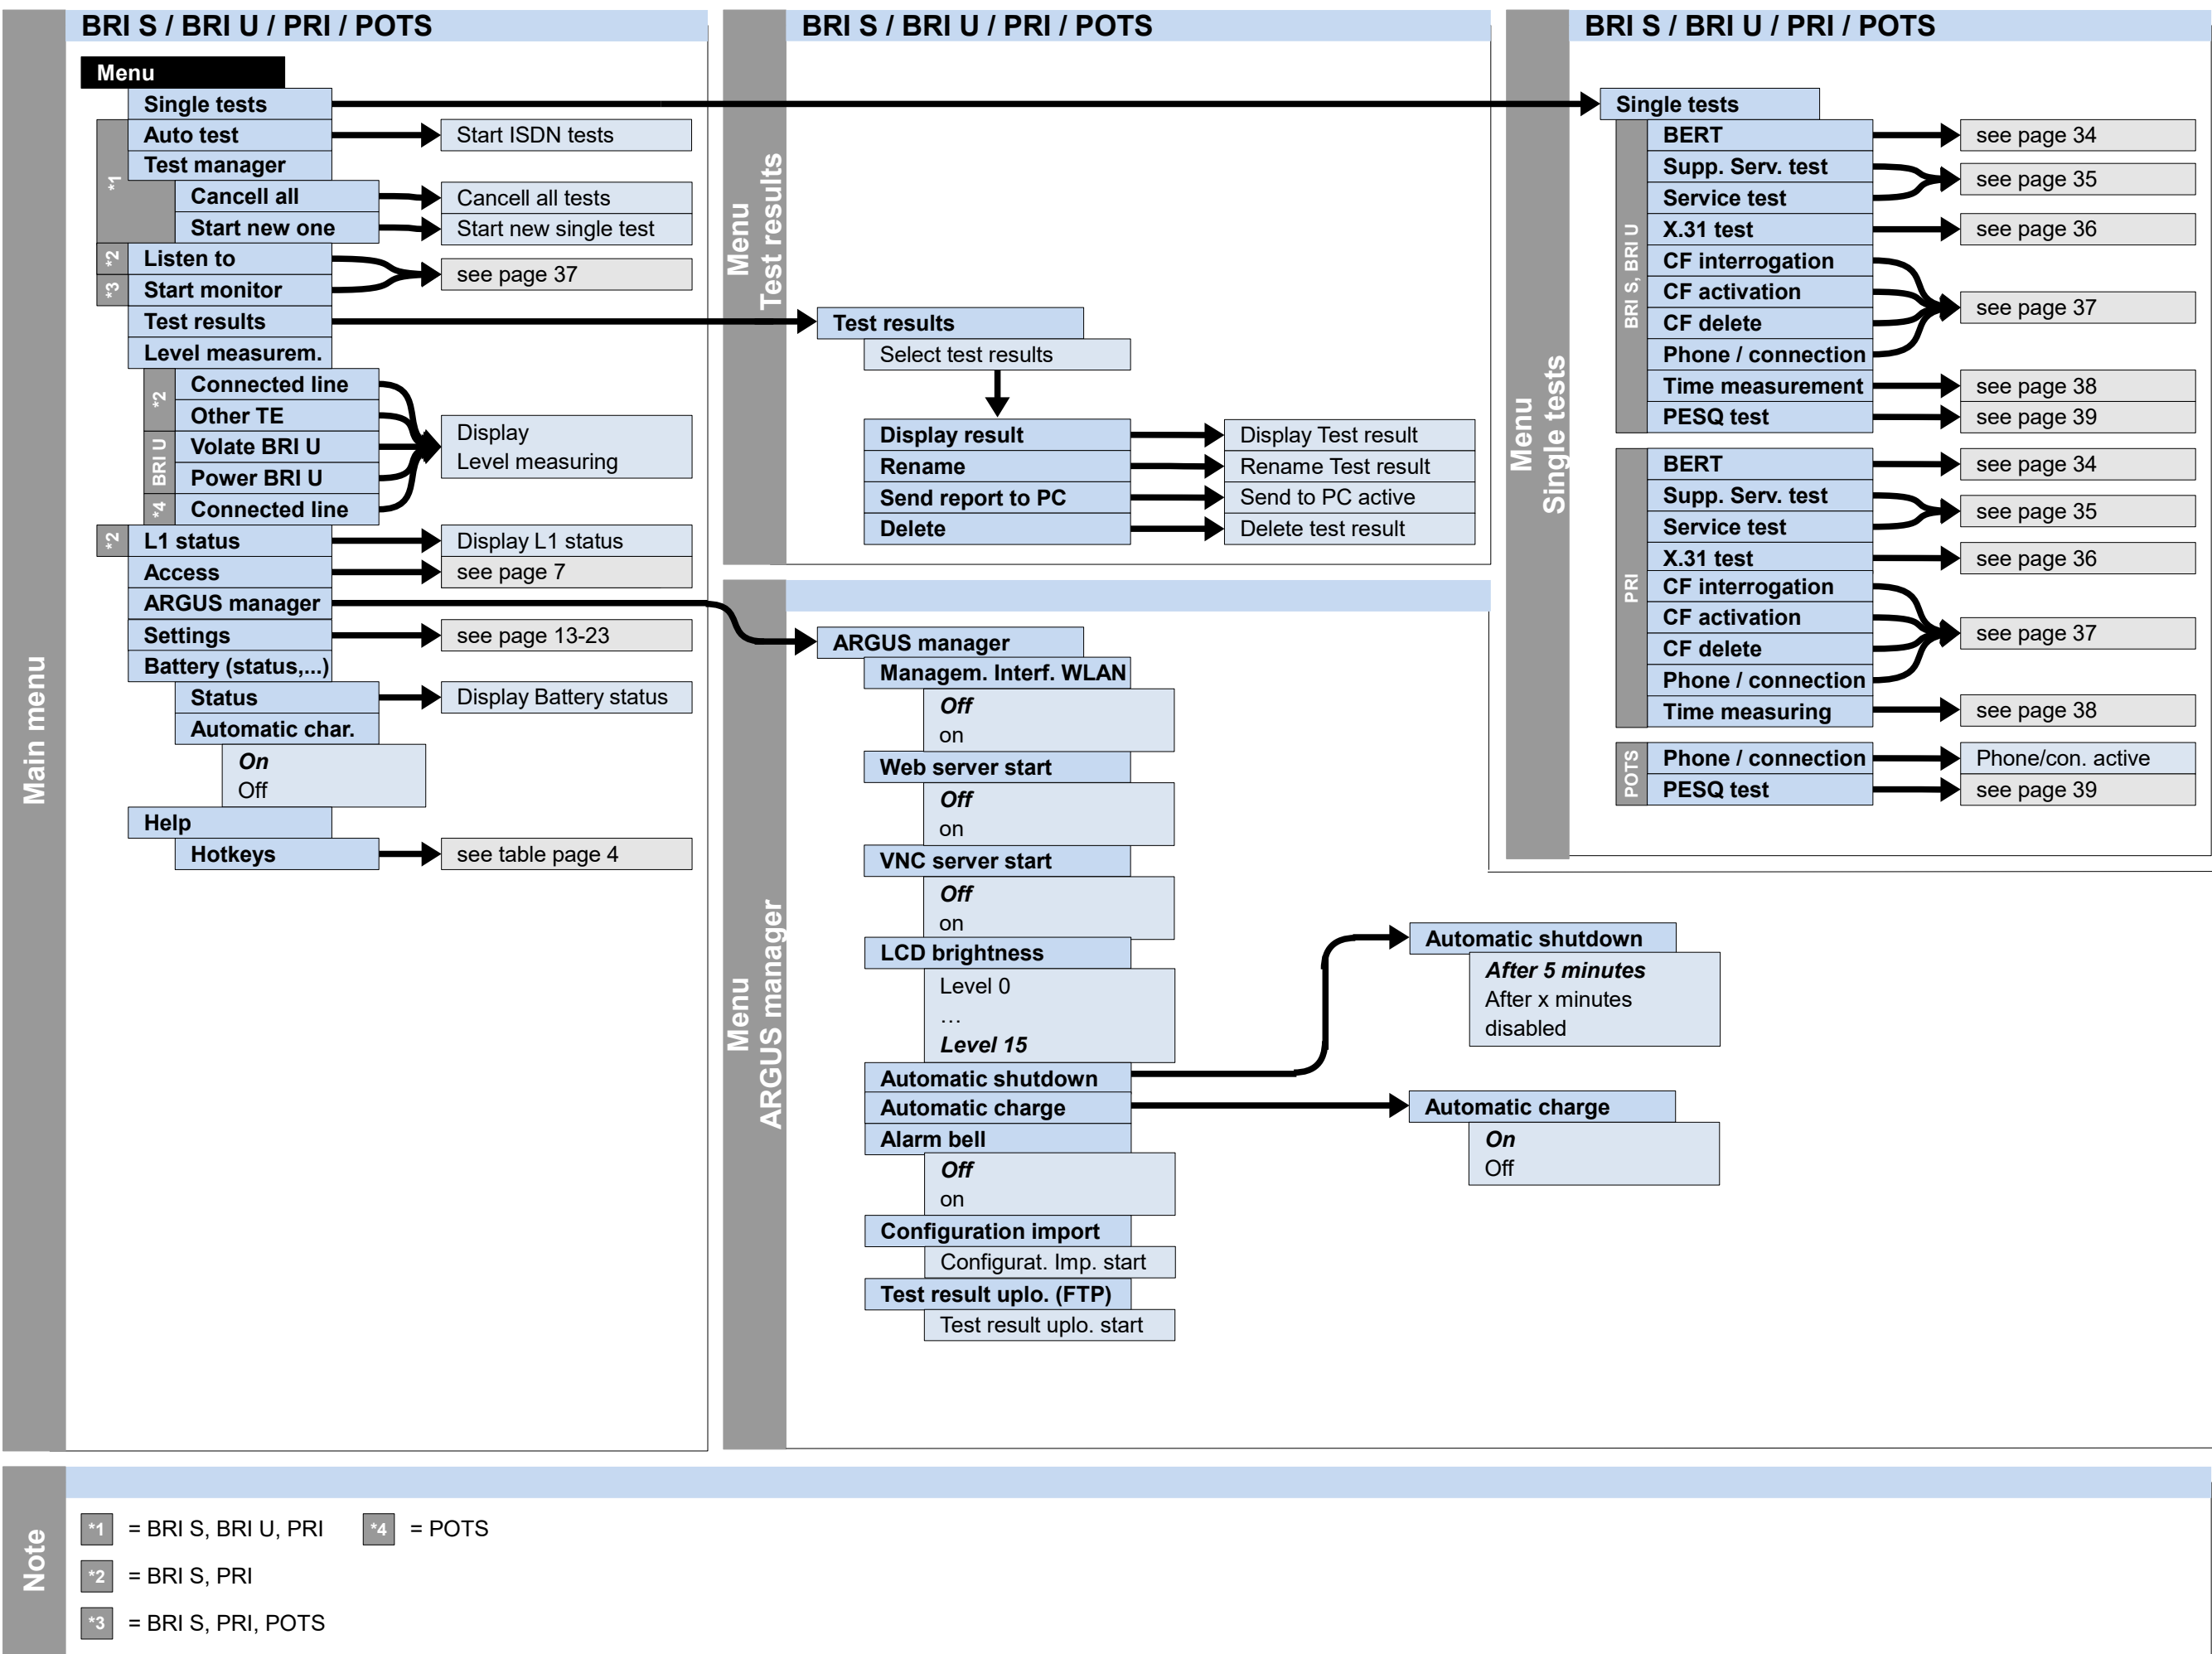 BRI S / BRI U / PRI / POTS
Main menu
Menu
Single tests
*1
Auto test
Start ISDN tests
Test manager
Cancell all
Cancell all tests
Start new one
Start new single test
*2
Listen to
see page 37
*3
Start monitor
Test results
Level measurem.
*2
Connected line
Other TE
Display
Level measuring
BRI U
Volate BRI U
Power BRI U
*4
Connected line
*2
L1 status
Display L1 status
Access
see page 7
ARGUS manager
Settings
see page 13-23
Battery (status,...)
Status
Display Battery status
Automatic char.
On
Off
Help
Hotkeys
see table page 4
BRI S / BRI U / PRI / POTS
Menu
Test results
Test results
Select test results
Display result
Display Test result
Rename
Rename Test result
Send report to PC
Send to PC active
Delete
Delete test result
Menu
ARGUS manager
ARGUS manager
Managem. Interf. WLAN
Off
on
Web server start
Off
on
VNC server start
Off
on
LCD brightness
Level 0
…
Level 15
Automatic shutdown
Automatic charge
Alarm bell
Off
on
Configuration import
Configurat. Imp. start
Test result uplo. (FTP)
Test result uplo. start
Automatic shutdown
After 5 minutes
After x minutes
disabled
Automatic charge
On
Off
BRI S / BRI U / PRI / POTS
Menu
Single tests
Single tests
BRI S, BRI U
BERT
see page 34
Supp. Serv. test
see page 35
Service test
X.31 test
see page 36
CF interrogation
CF activation
see page 37
CF delete
Phone / connection
Time measurement
see page 38
PESQ test
see page 39
PRI
BERT
see page 34
Supp. Serv. test
see page 35
Service test
X.31 test
see page 36
CF interrogation
CF activation
see page 37
CF delete
Phone / connection
Time measuring
see page 38
POTS
Phone / connection
Phone/con. active
PESQ test
see page 39
Note
*1 = BRI S, BRI U, PRI
*4 = POTS
*2 = BRI S, PRI
*3 = BRI S, PRI, POTS